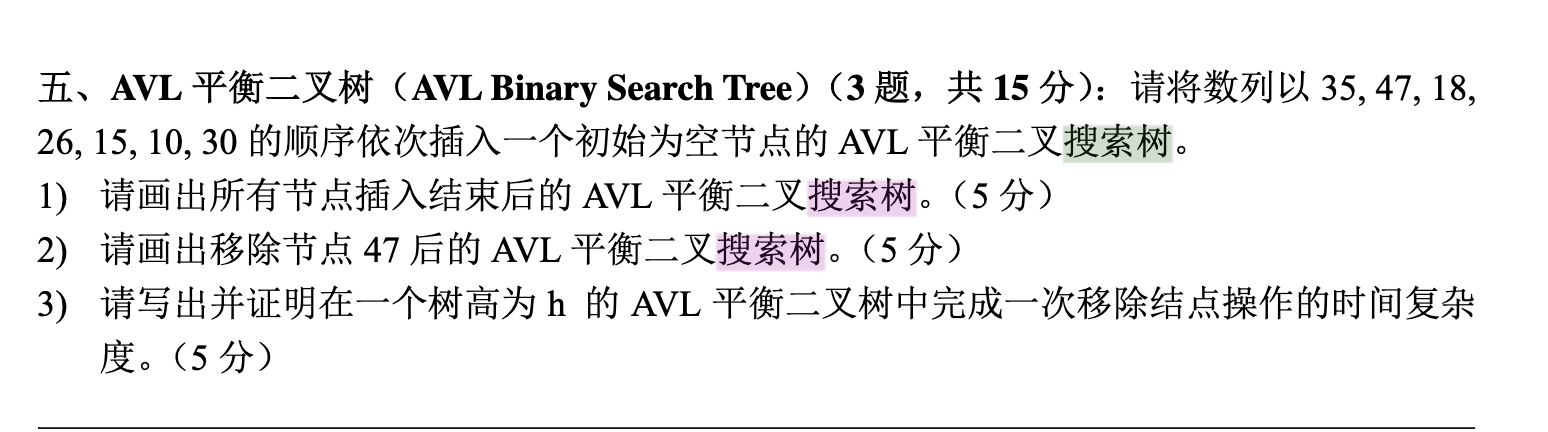 五、AVL 平衡二叉树（AVL Binary Search Tree）（3 题，共 15 分）：请将数列以 35, 47, 18,
26, 15, 10, 30 的顺序依次插入一个初始为空节点的 AVL 平衡二叉搜索树。
1) 请画出所有节点插入结束后的 AVL 平衡二叉搜索树。（5 分）
2) 请画出移除节点 47 后的 AVL 平衡二叉搜索树。（5 分）
3) 请写出并证明在一个树高为 h 的 AVL 平衡二叉树中完成一次移除结点操作的时间复杂
度。（5 分）